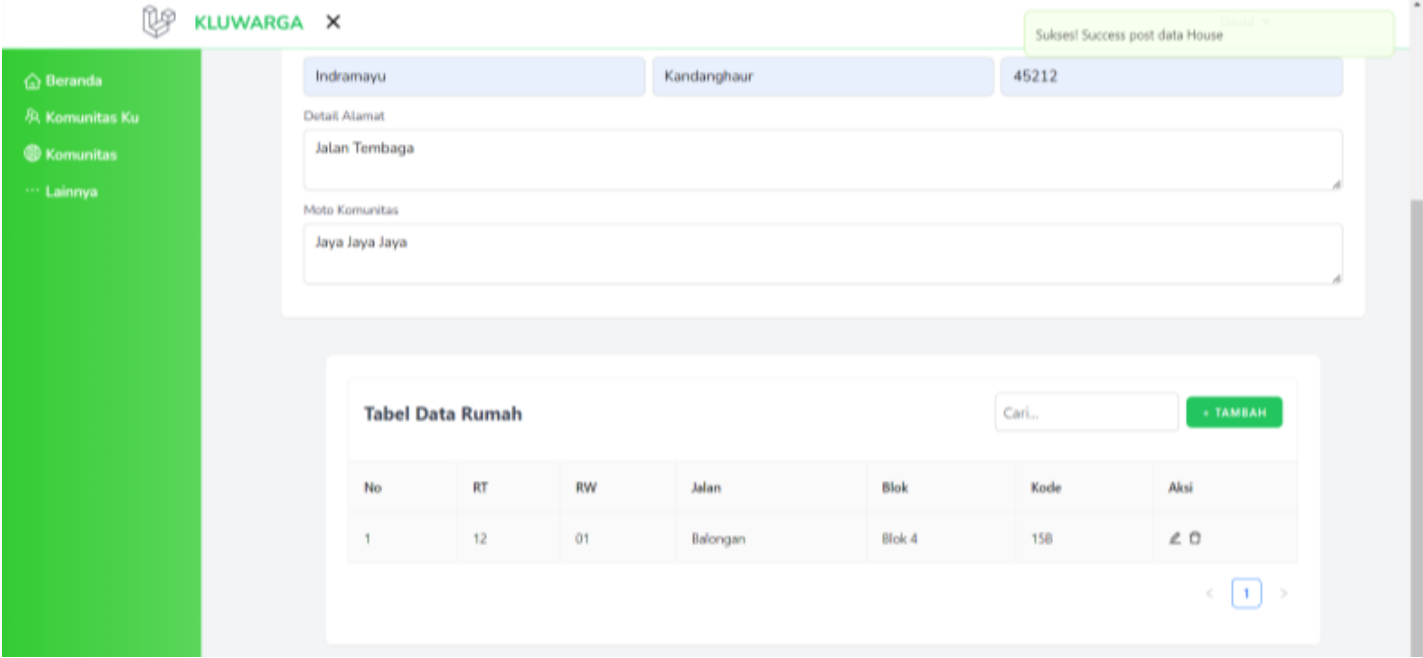 KLUWARGA
David
Sukses! Success post data House
Beranda
Komunitas Ku
Komunitas
Lainnya
Indramayu Kandanghaur 45212
Detail Alamat
Jalan Tembaga
Moto Komunitas
Jaya Jaya Jaya
Tabel Data Rumah Cari... + TAMBAH
No RT RW Jalan Blok Kode Aksi
1 12 01 Balongan Blok 4 15B
< 1 >